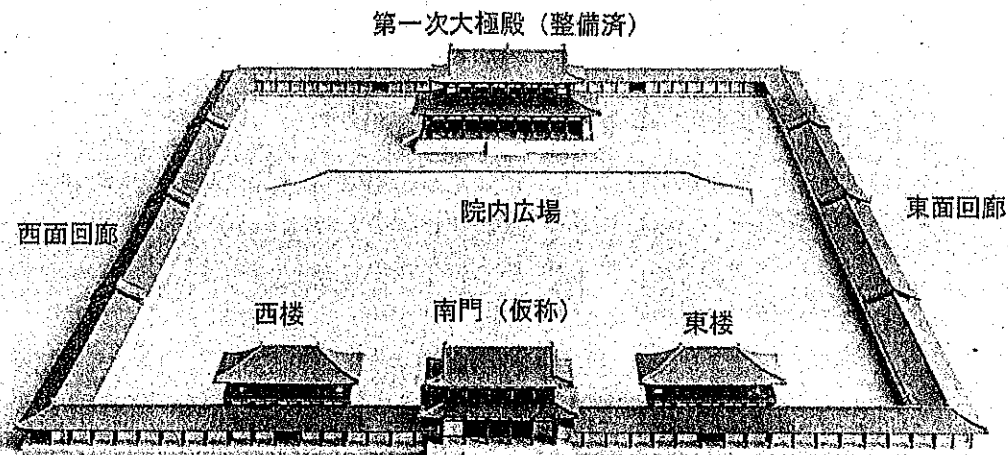 第一次大極殿（整備済）
院内広場
西面回廊
東面回廊
西楼
南門（仮称）
東楼